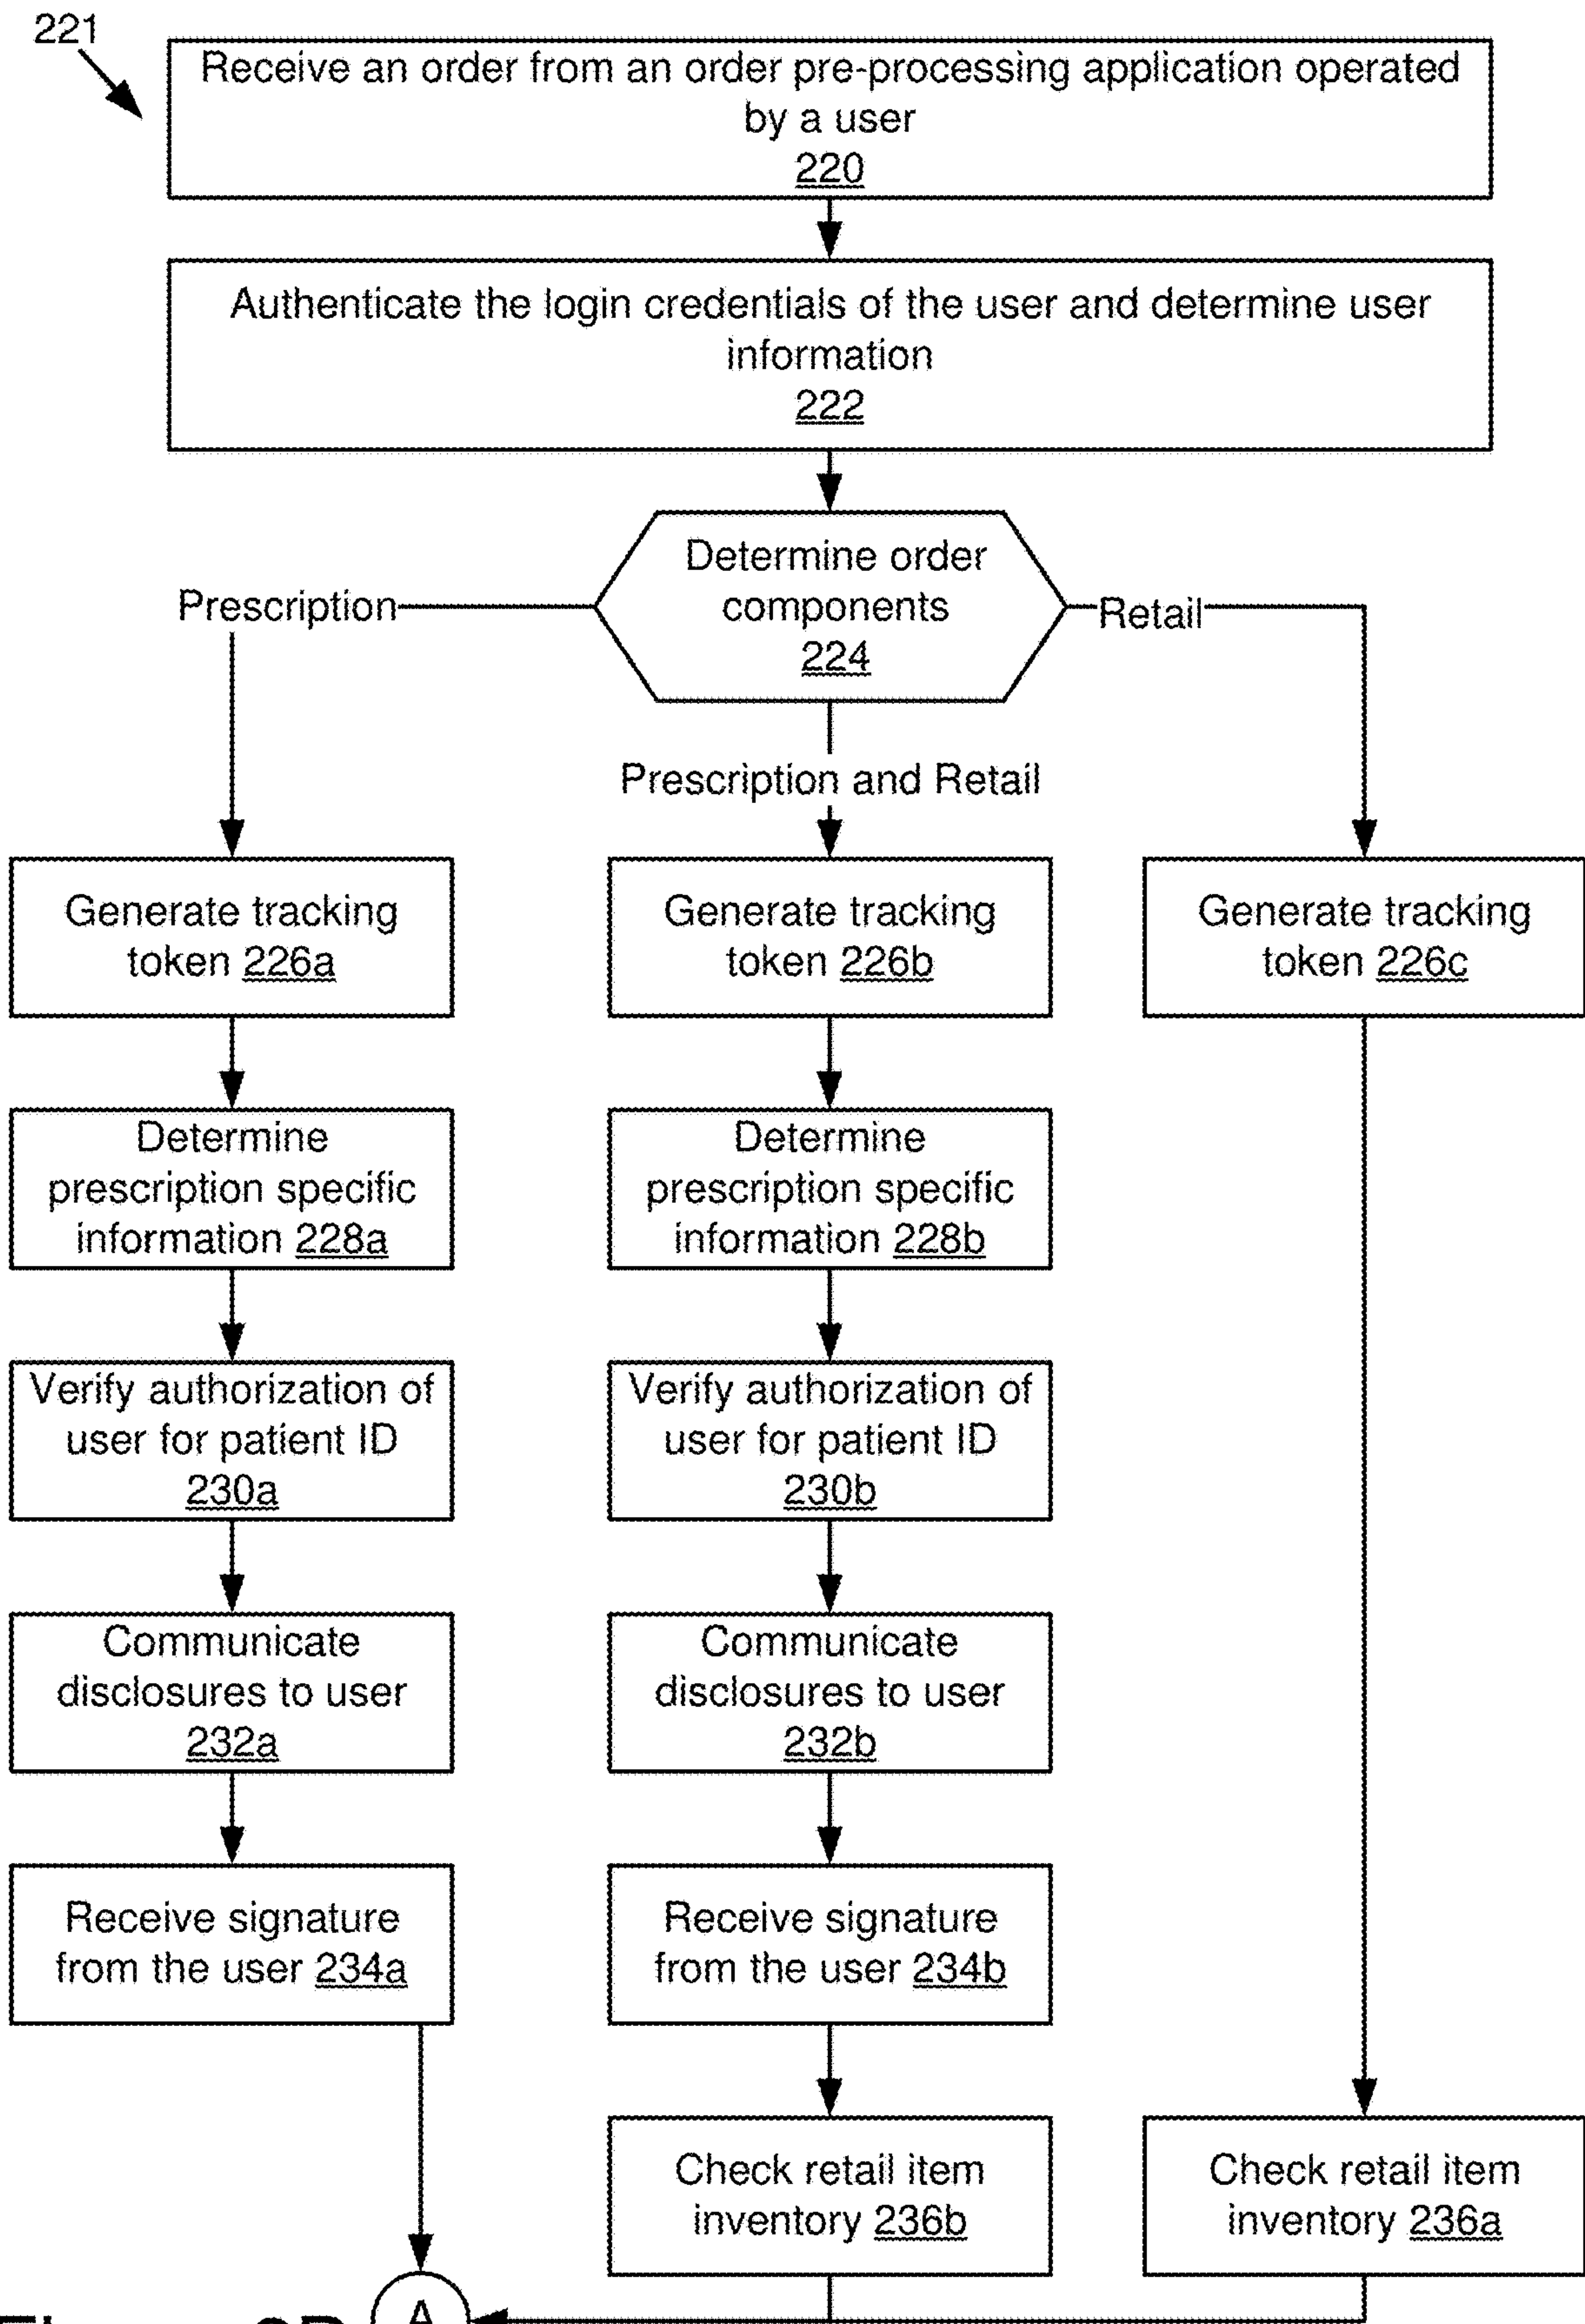 221
Receive an order from an order pre-processing application operated
by a user
220
Authenticate the login credentials of the user and determine user
information
222
Determine order
components
224
Prescription
Retail
Prescription and Retail
Generate tracking
token 226a
Generate tracking
token 226b
Generate tracking
token 226c
Determine
prescription specific
information 228a
Determine
prescription specific
information 228b
Verify authorization of
user for patient ID
230a
Verify authorization of
user for patient ID
230b
Communicate
disclosures to user
232a
Communicate
disclosures to user
232b
Receive signature
from the user 234a
Receive signature
from the user 234b
Check retail item
inventory 236b
Check retail item
inventory 236a
A